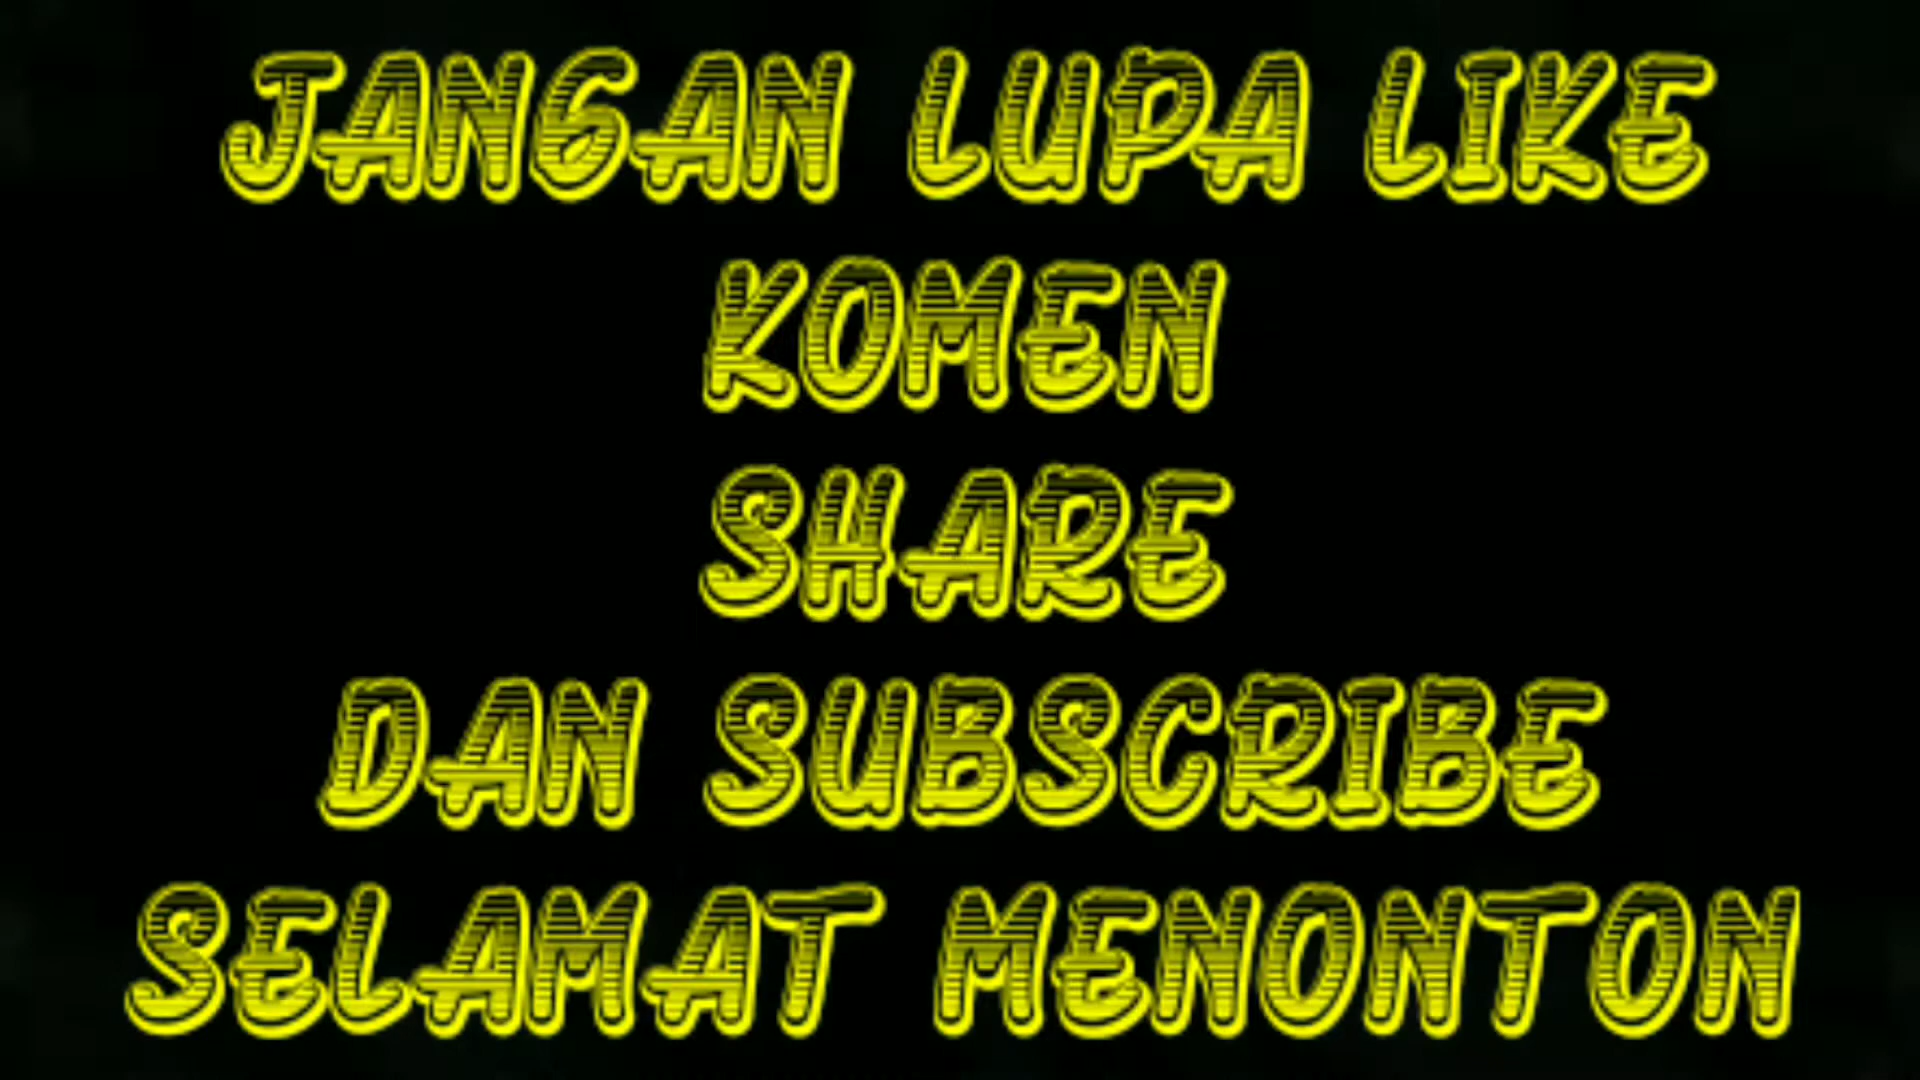 JANGAN LUPA LIKE
KOMEN
SHARE
DAN SUBSCRIBE
SELAMAT MENONTON